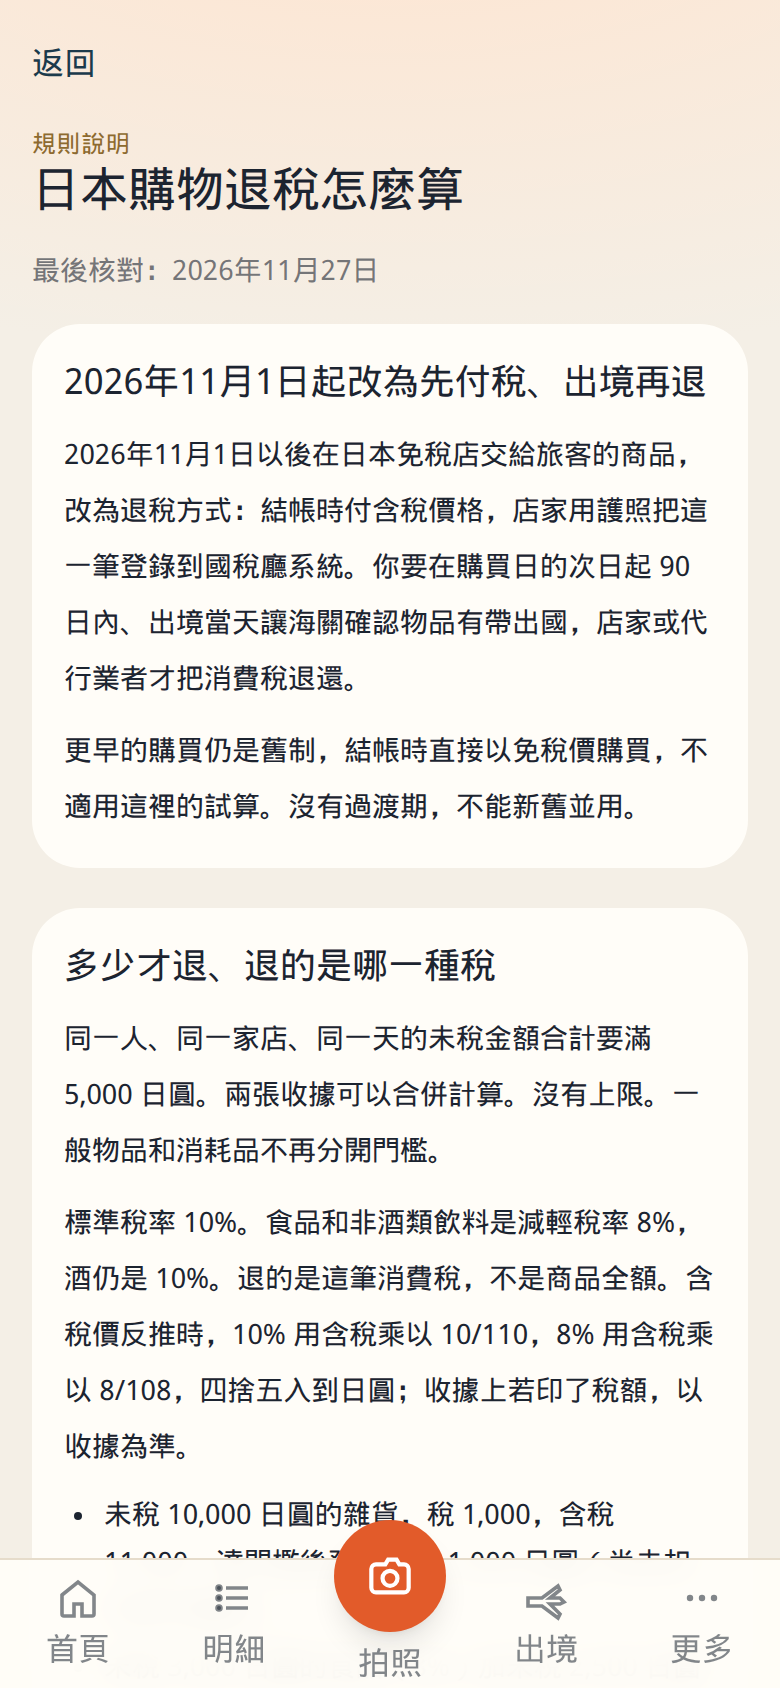 返回
規則說明
日本購物退稅怎麼算
最後核對：2026年11月27日
2026年11月1日起改為先付稅、出境再退
2026年11月1日以後在日本免稅店交給旅客的商品，
改為退稅方式：結帳時付含稅價格，店家用護照把這
一筆登錄到國稅廳系統。你要在購買日的次日起 90
日內、出境當天讓海關確認物品有帶出國，店家或代
行業者才把消費稅退還。
更早的購買仍是舊制，結帳時直接以免稅價購買，不
適用這裡的試算。沒有過渡期，不能新舊並用。
多少才退、退的是哪一種稅
同一人、同一家店、同一天的未稅金額合計要滿
5,000 日圓。兩張收據可以合併計算。沒有上限。一
般物品和消耗品不再分開門檻。
標準稅率 10%。食品和非酒類飲料是減輕稅率 8%，
酒仍是 10%。退的是這筆消費稅，不是商品全額。含
稅價反推時，10% 用含稅乘以 10/110，8% 用含稅乘
以 8/108，四捨五入到日圓；收據上若印了稅額，以
收據為準。
未稅 10,000 日圓的雜貨，稅 1,000，含稅
首頁
明細
拍照
出境
更多